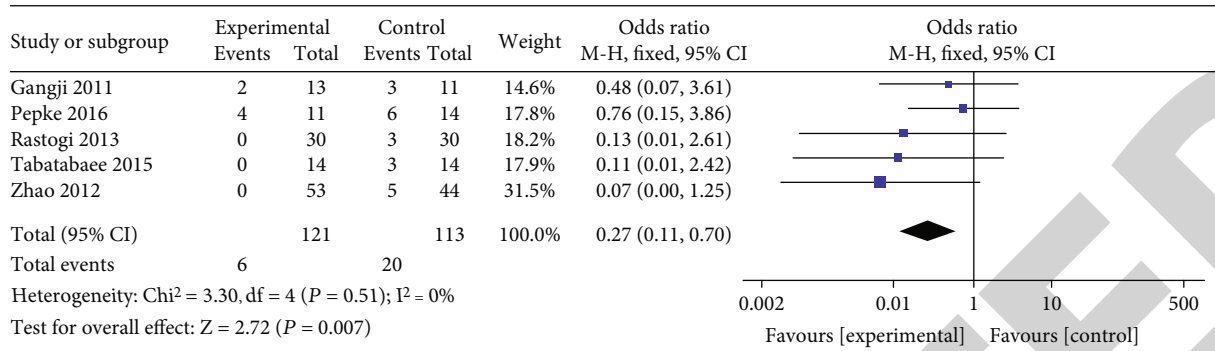 Study or subgroup Experimental Control Weight Odds ratio Odds ratio
Events Total Events Total M-H, fixed, 95% CI M-H, fixed, 95% CI
Gangji 2011 2 13 3 11 14.6% 0.48 (0.07, 3.61)
Pepke 2016 4 11 6 14 17.8% 0.76 (0.15, 3.86)
Rastogi 2013 0 30 3 30 18.2% 0.13 (0.01, 2.61)
Tabatabaee 2015 0 14 3 14 17.9% 0.11 (0.01, 2.42)
Zhao 2012 0 53 5 44 31.5% 0.07 (0.00, 1.25)
Total (95% CI) 121 113 100.0% 0.27 (0.11, 0.70)
Total events 6 20
Heterogeneity: Chi² = 3.30, df = 4 (P = 0.51); I² = 0%
Test for overall effect: Z = 2.72 (P = 0.007)
0.002 0.01 1 10 500
Favours [experimental] Favours [control]